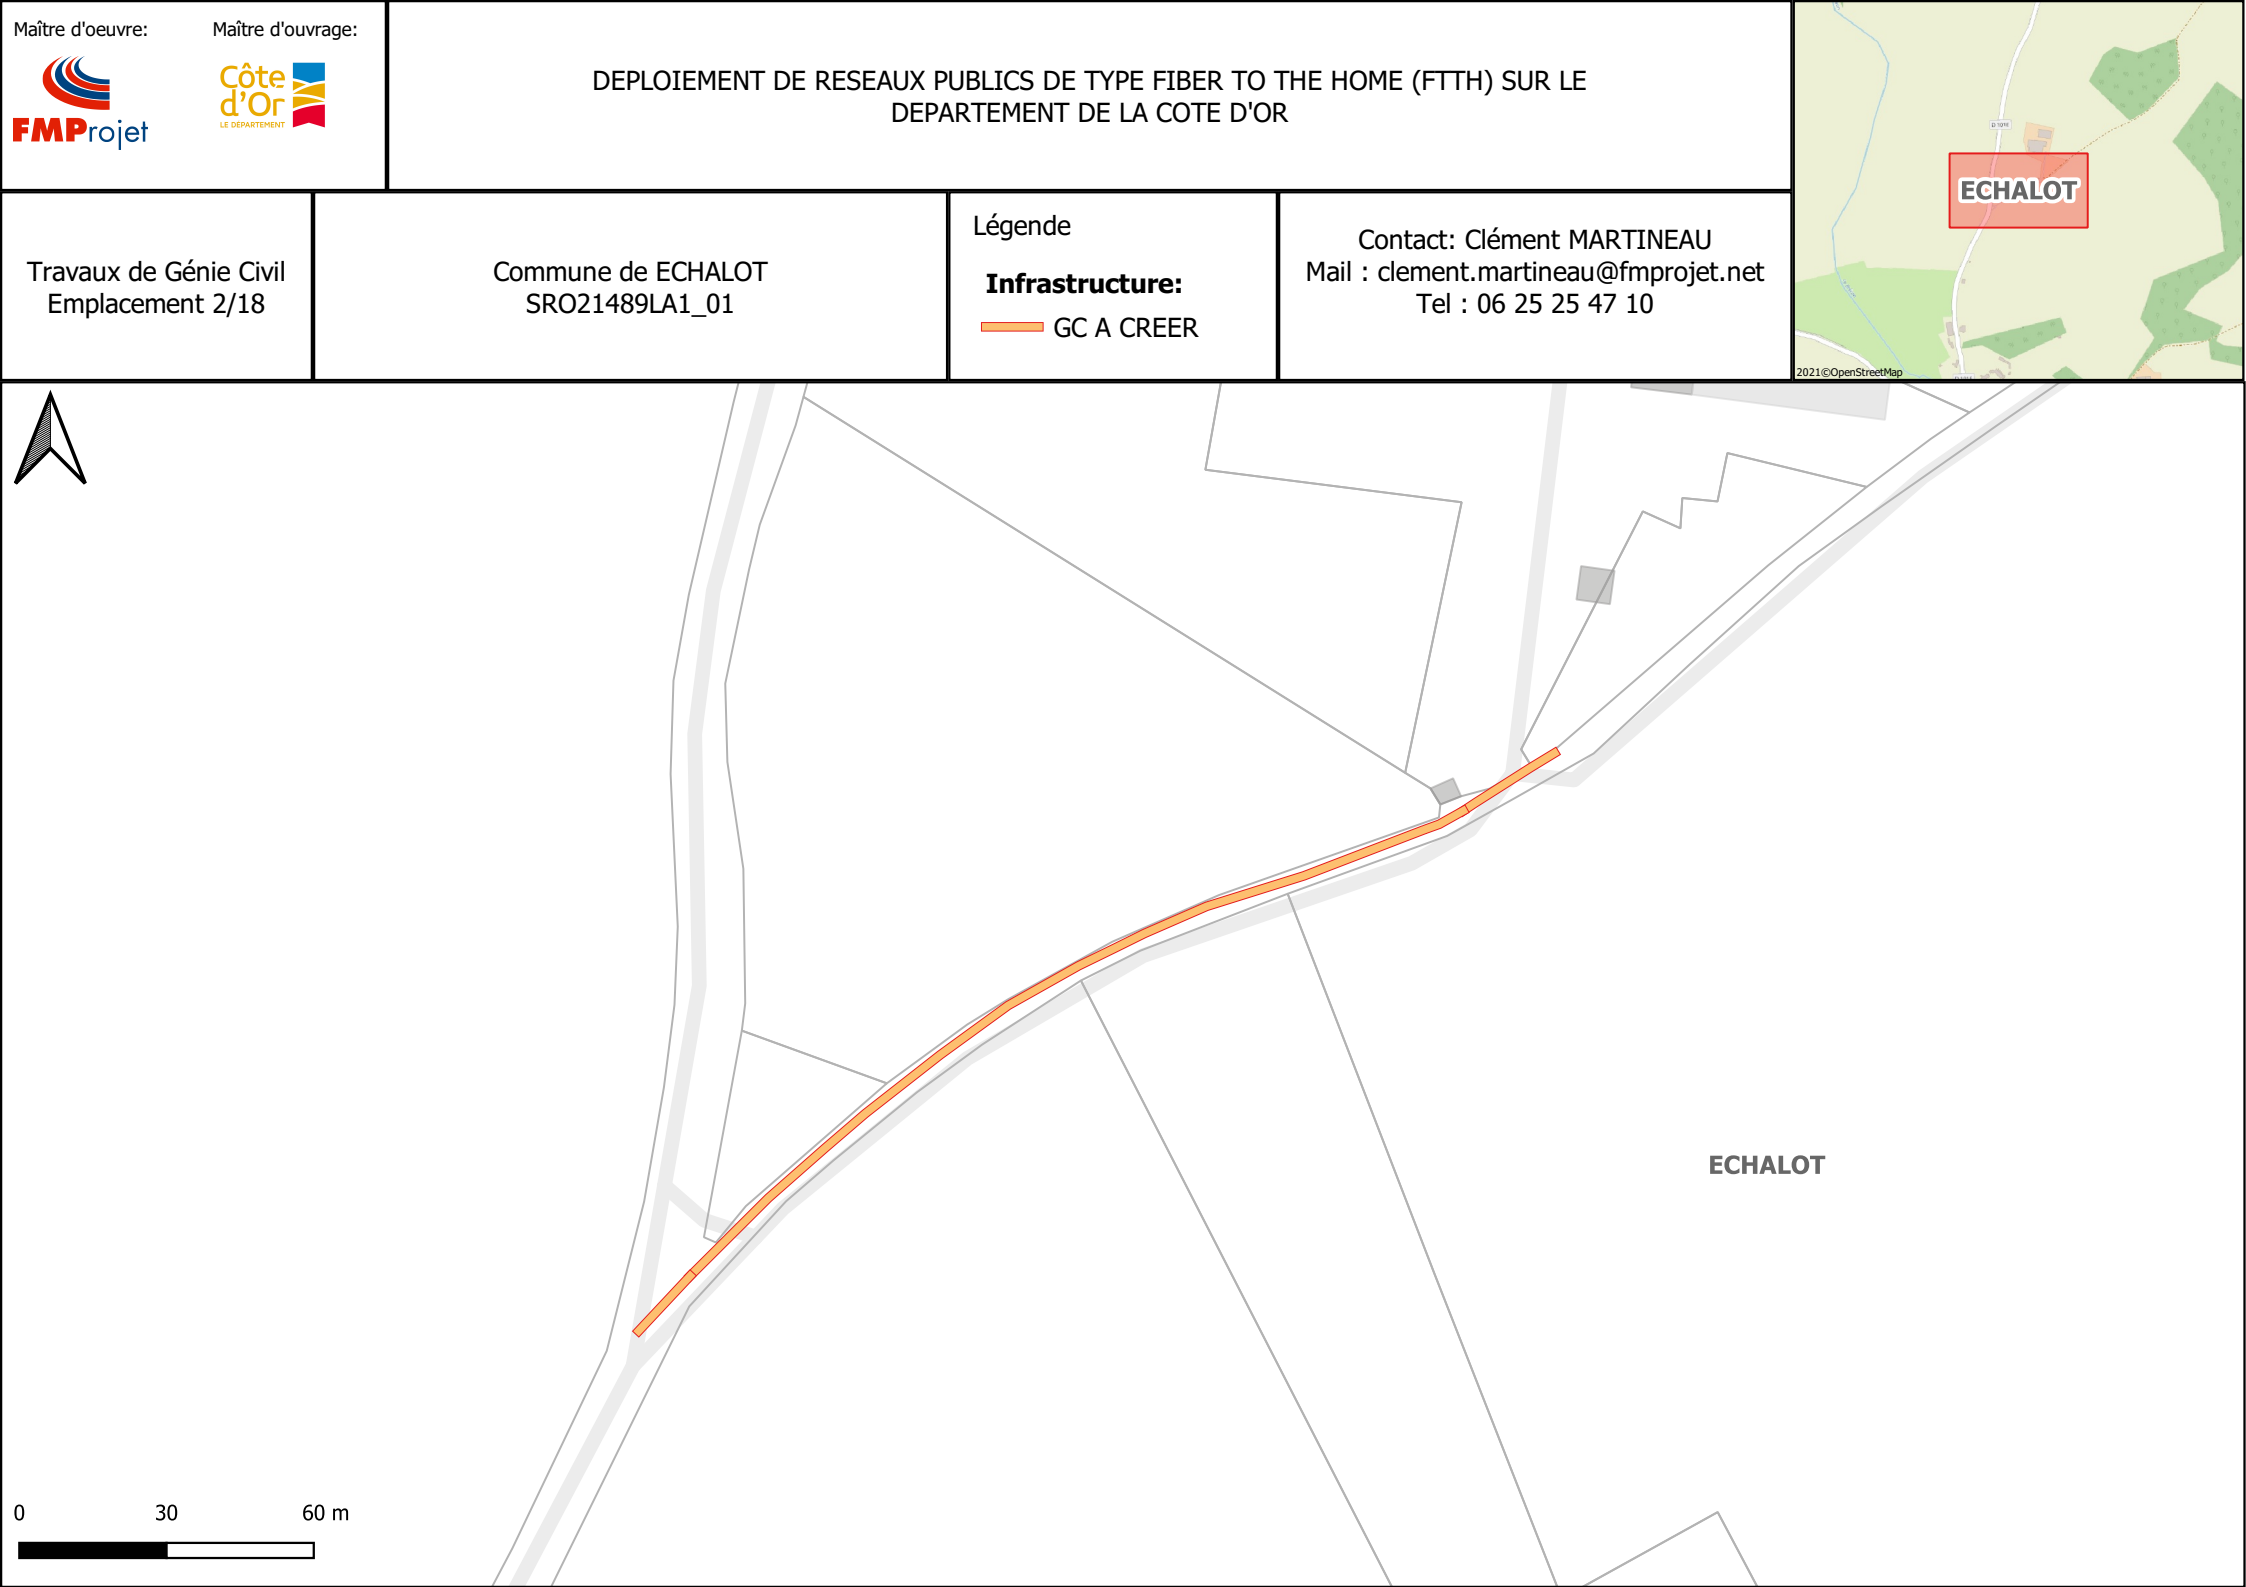 Maître d'oeuvre:
Maître d'ouvrage:
FMProjet
Côte
d'Or
LE DÉPARTEMENT
DEPLOIEMENT DE RESEAUX PUBLICS DE TYPE FIBER TO THE HOME (FTTH) SUR LE
DEPARTEMENT DE LA COTE D'OR
ECHALOT
2021©OpenStreetMap
Travaux de Génie Civil
Emplacement 2/18
Commune de ECHALOT
SRO21489LA1_01
Légende
Infrastructure:
GC A CREER
Contact: Clément MARTINEAU
Mail : clement.martineau@fmprojet.net
Tel : 06 25 25 47 10
ECHALOT
0 30 60 m